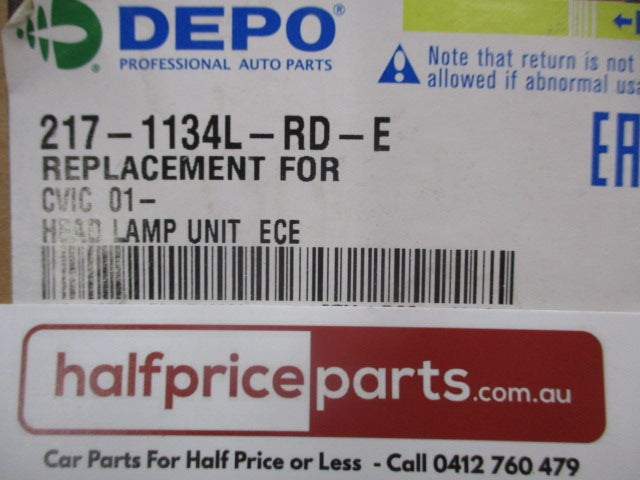 DEPO®
PROFESSIONAL AUTO PARTS
Note that return is not
allowed if abnormal usa
217-1134L-RD-E
REPLACEMENT FOR
CVIC 01-
HEAD LAMP UNIT ECE
EAC
halfpriceparts.com.au
Car Parts For Half Price or Less - Call 0412 760 479